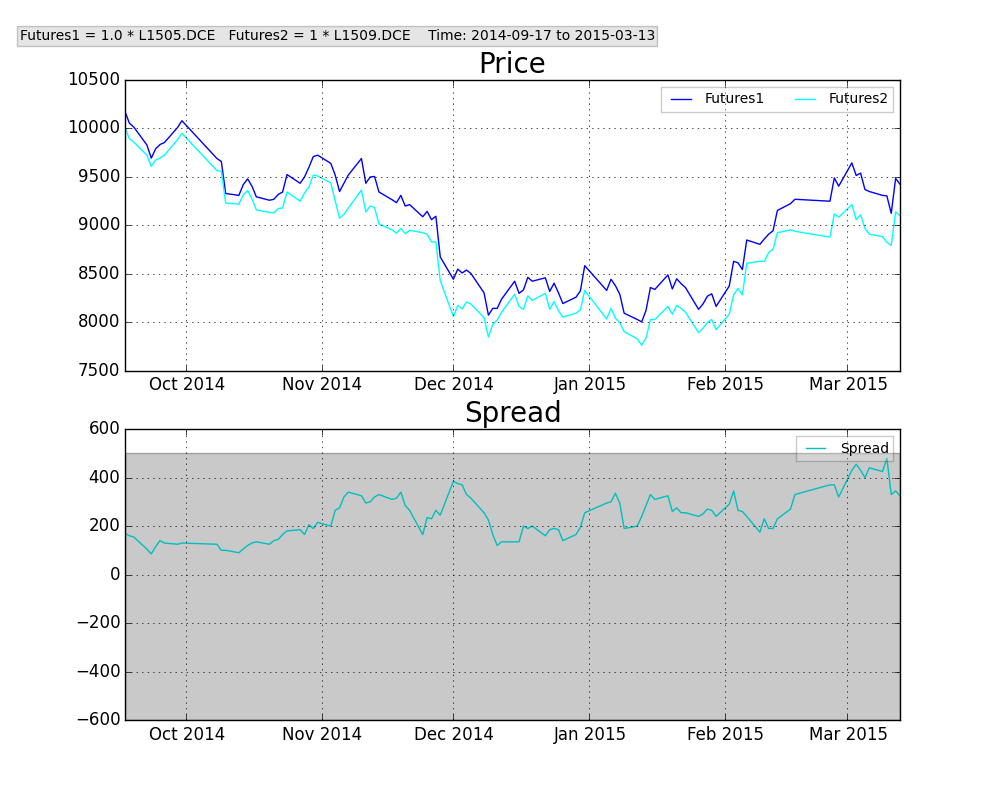 Futures1 = 1.0 * L1505.DCE   Futures2 = 1 * L1509.DCE    Time: 2014-09-17 to 2015-03-13
Price
10500
10000
9500
9000
8500
8000
7500
Futures1 Futures2
Oct 2014 Nov 2014 Dec 2014 Jan 2015 Feb 2015 Mar 2015
Spread
600
400
200
0
−200
−400
−600
Spread
Oct 2014 Nov 2014 Dec 2014 Jan 2015 Feb 2015 Mar 2015